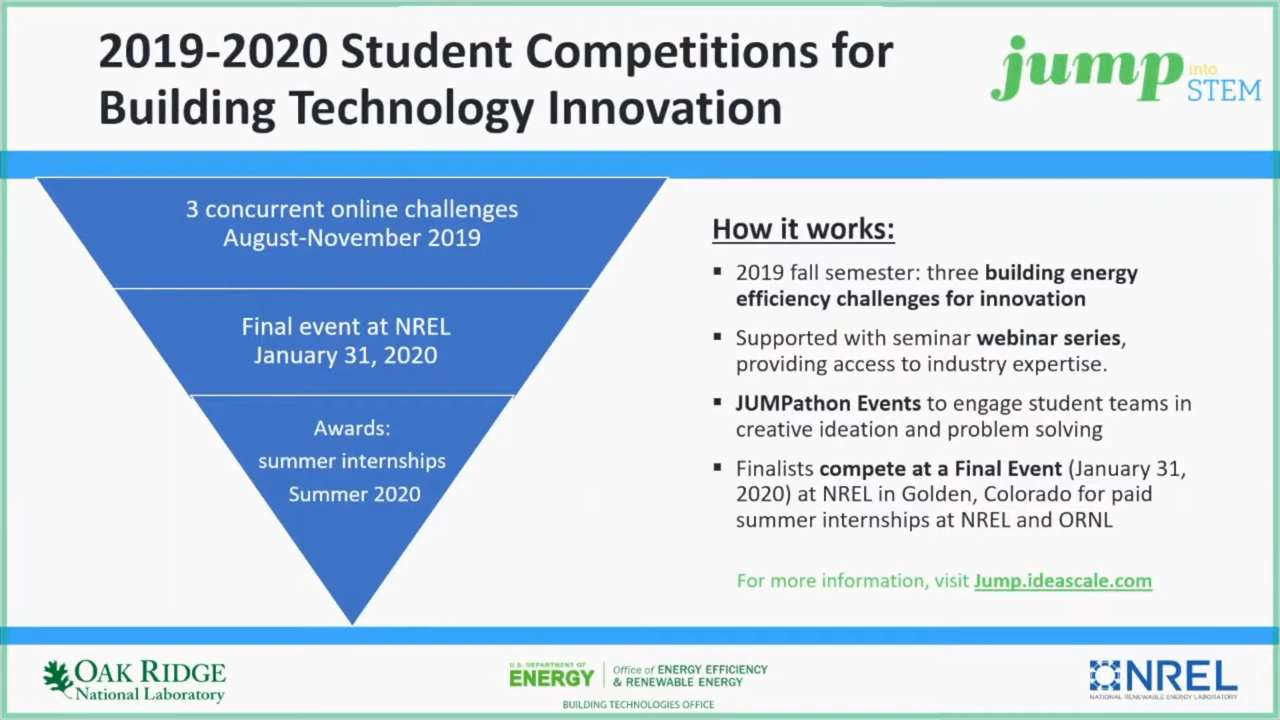 2019-2020 Student Competitions for
Building Technology Innovation
jump into
STEM
3 concurrent online challenges
August-November 2019
Final event at NREL
January 31, 2020
Awards:
summer internships
Summer 2020
How it works:
▪ 2019 fall semester: three building energy
efficiency challenges for innovation
▪ Supported with seminar webinar series,
providing access to industry expertise.
▪ JUMPathon Events to engage student teams in
creative ideation and problem solving
▪ Finalists compete at a Final Event (January 31,
2020) at NREL in Golden, Colorado for paid
summer internships at NREL and ORNL
For more information, visit Jump.ideascale.com
OAK RIDGE
National Laboratory
U.S. DEPARTMENT OF
ENERGY
Office of ENERGY EFFICIENCY
& RENEWABLE ENERGY
BUILDING TECHNOLOGIES OFFICE
NREL
NATIONAL RENEWABLE ENERGY LABORATORY